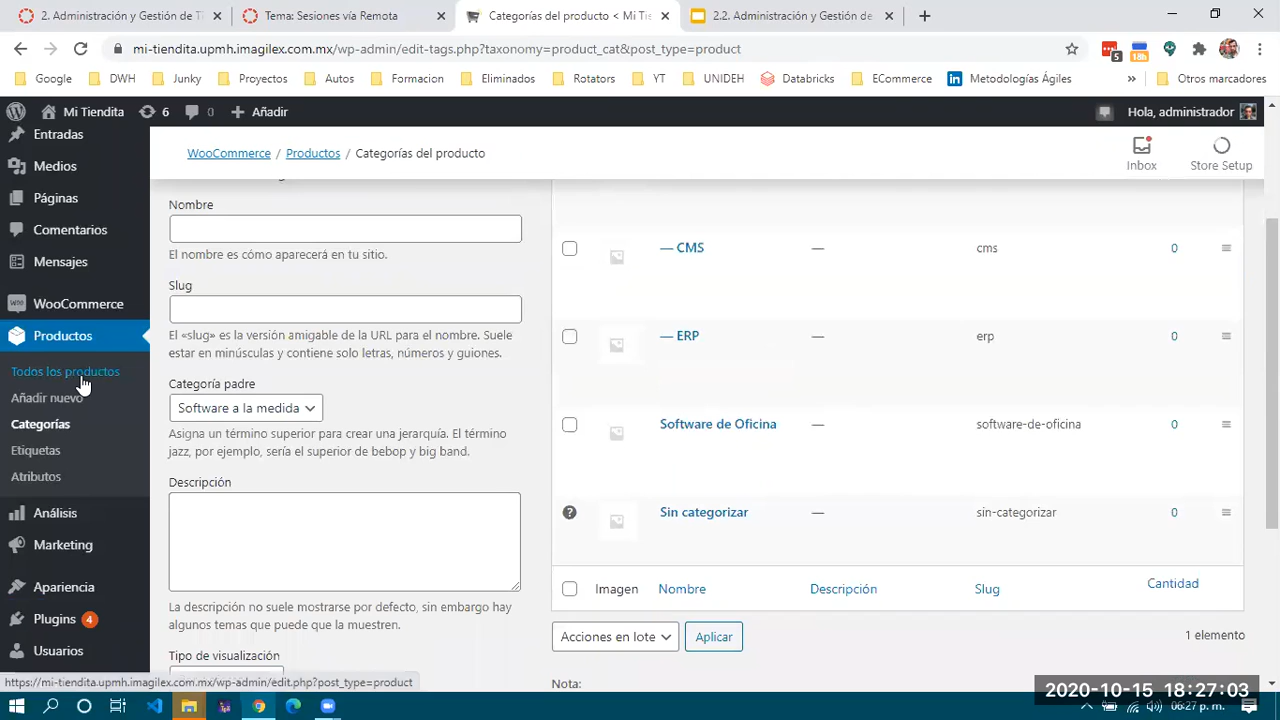 2. Administración y Gestión de T
Tema: Sesiones vía Remota
Categorías del producto < Mi Ti
2.2. Administración y Gestión de
mi-tiendita.upmh.imagilex.com.mx/wp-admin/edit-tags.php?taxonomy=product_cat&post_type=product
5
18h
Google
DWH
Junky
Proyectos
Autos
Formacion
Eliminados
Rotators
YT
UNIDEH
Databricks
ECommerce
Metodologías Ágiles
»
Otros marcadores
Mi Tiendita
6
0
Añadir
Hola, administrador
Entradas
Medios
Páginas
Comentarios
Mensajes
WooCommerce
Productos
Todos los productos
Añadir nuevo
Categorías
Etiquetas
Atributos
Análisis
Marketing
Apariencia
Plugins 4
Usuarios
WooCommerce / Productos / Categorías del producto
Inbox
Store Setup
Nombre
El nombre es cómo aparecerá en tu sitio.
Slug
El «slug» es la versión amigable de la URL para el nombre. Suele
estar en minúsculas y contiene solo letras, números y guiones.
Categoría padre
Software a la medida
Asigna un término superior para crear una jerarquía. El término
jazz, por ejemplo, sería el superior de bebop y big band.
Descripción
La descripción no suele mostrarse por defecto, sin embargo hay
algunos temas que puede que la muestren.
Tipo de visualización
— CMS — cms 0
— ERP erp 0
Software de Oficina — software-de-oficina 0
Sin categorizar — sin-categorizar 0
Imagen Nombre Descripción Slug Cantidad
Acciones en lote
Aplicar
1 elemento
Nota:
https://mi-tiendita.upmh.imagilex.com.mx/wp-admin/edit.php?post_type=product
2020-10-15 18:27:03
06:27 p. m.